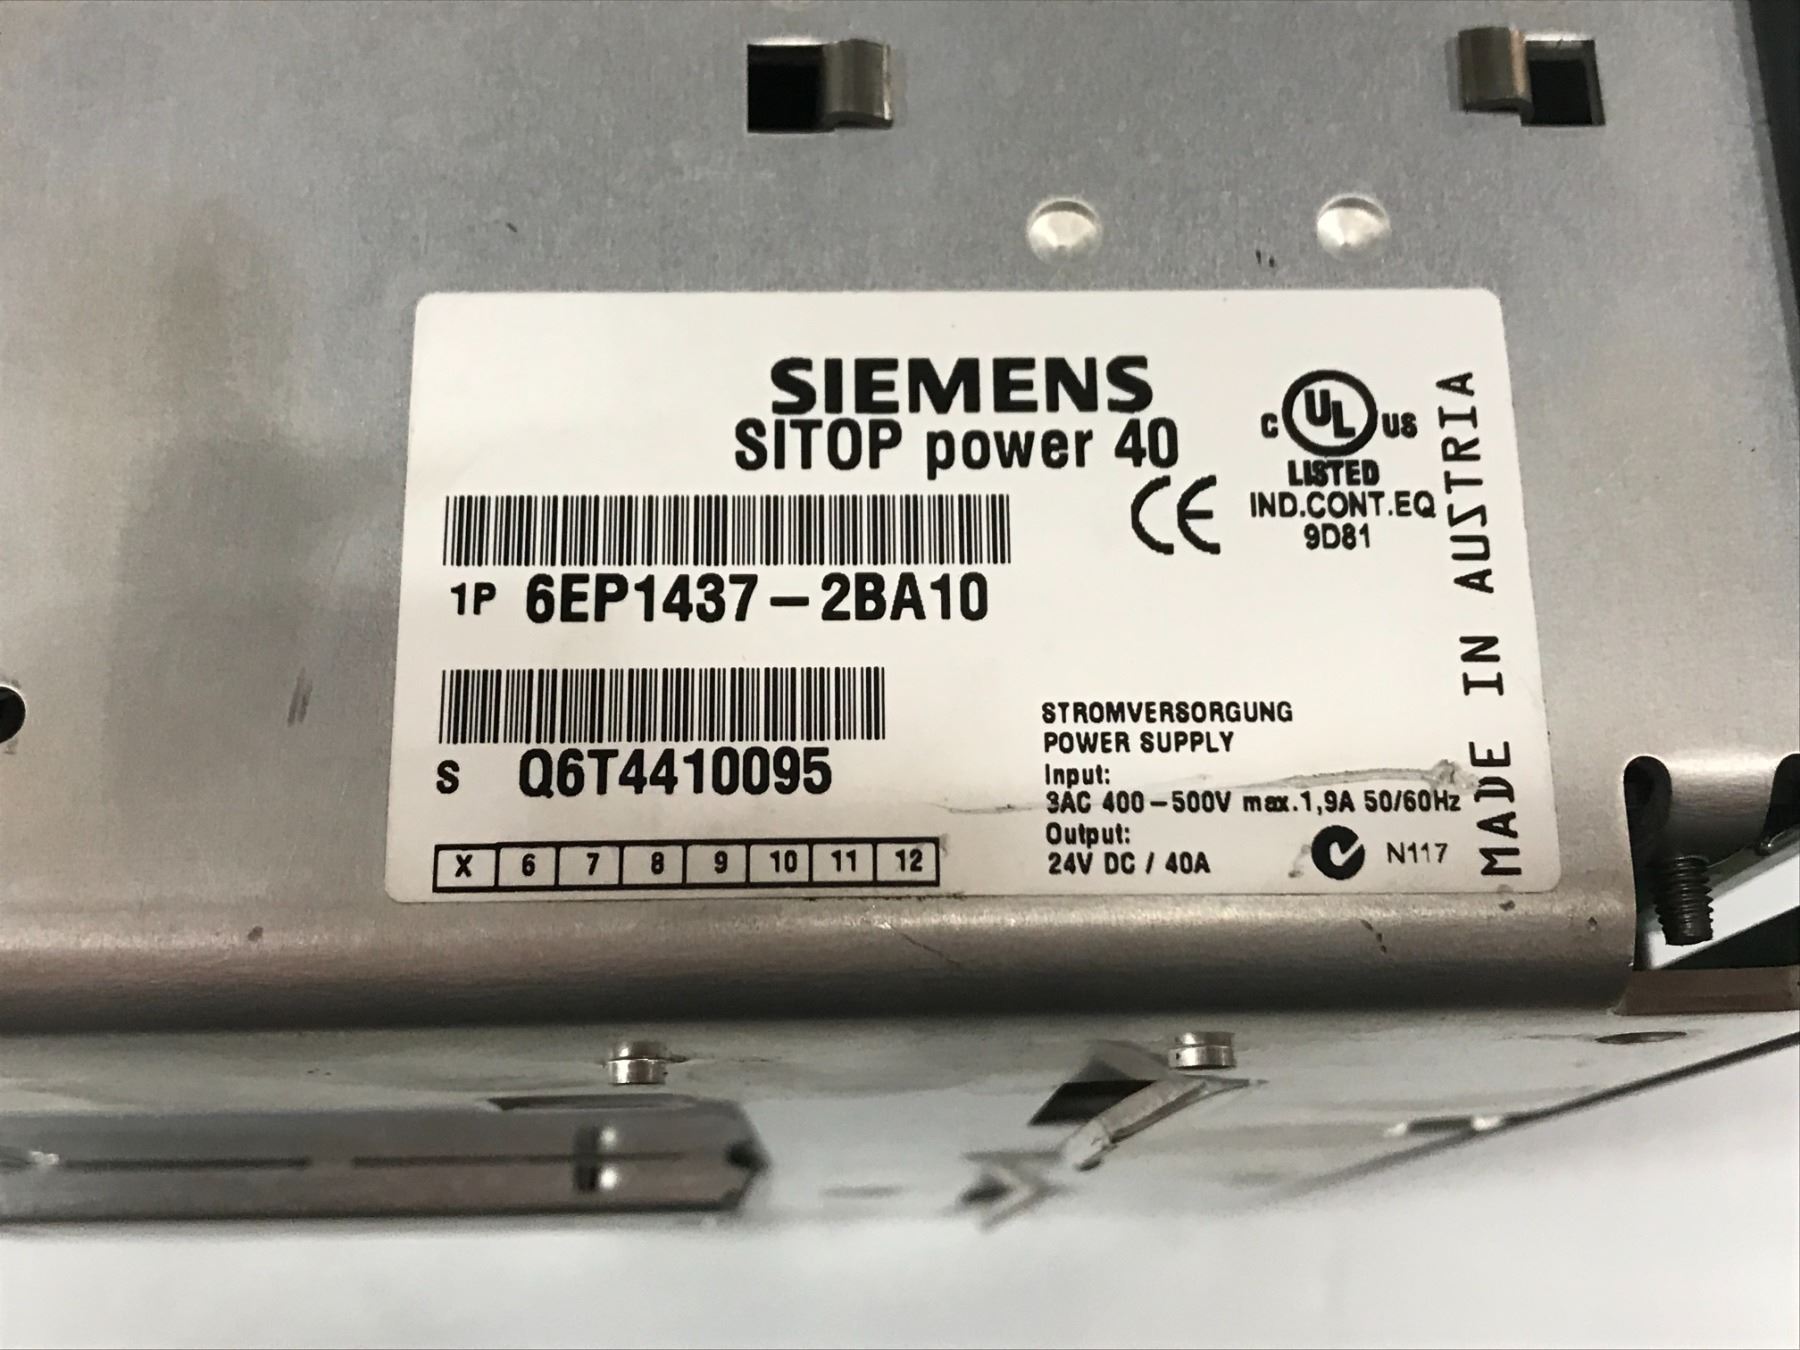 SIEMENS
SITOP power 40
C UL US
LISTED
IND.CONT.EQ
9D81
CE
1P 6EP1437-2BA10
S Q6T4410095
X 6 7 8 9 10 11 12
STROMVERSORGUNG
POWER SUPPLY
Input:
3AC 400-500V max.1,9A 50/60Hz
Output:
24V DC / 40A
N117
MADE IN AUSTRIA